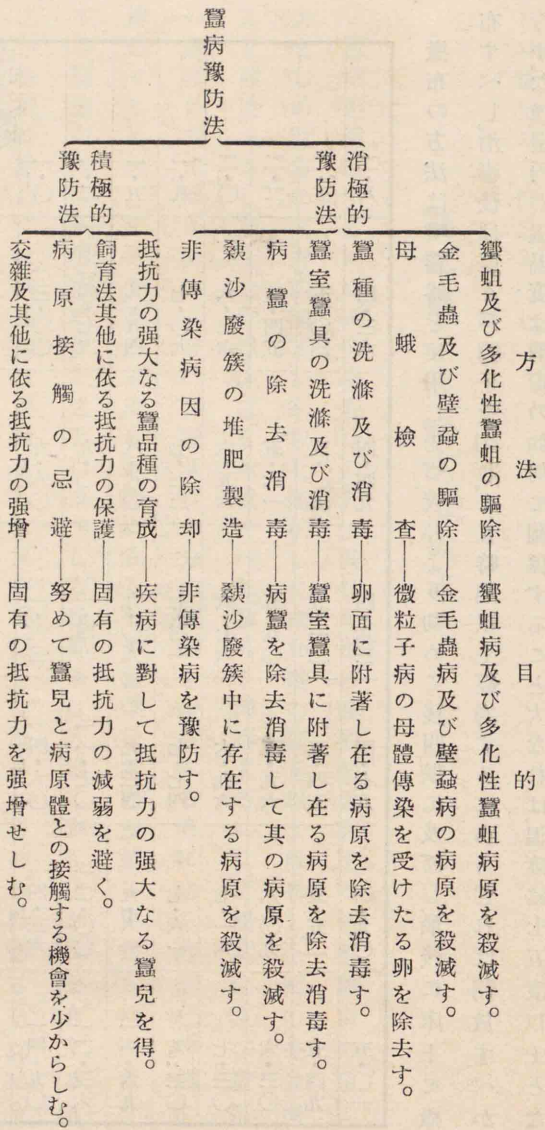 方法　目的
蠶病豫防法
消極的
豫防法
蠁蛆及び多化性蠶蛆の驅除――蠁蛆病及び多化性蠶蛆病原を殺滅す。
金毛蟲及び壁蝨の驅除――金毛蟲病及び壁蝨病の病原を殺滅す。
母蛾檢査――微粒子病の母體傳染を受けたる卵を除去す。
蠶種の洗滌及び消毒――卵面に附著し在る病原を除去消毒す。
蠶室蠶具の洗滌及び消毒――蠶室蠶具に附著し在る病原を除去消毒す。
病蠶の除去消毒――病蠶を除去消毒して其の病原を殺滅す。
蠶沙廢簇の堆肥製造――蠶沙廢簇中に存在する病原を殺滅す。
非傳染病因の除却――非傳染病を豫防す。
積極的
豫防法
抵抗力の强大なる蠶品種の育成――疾病に對して抵抗力の强大なる蠶兒を得。
飼育法其他に依る抵抗力の保護――固有の抵抗力の減弱を避く。
病原接觸の忌避――努めて蠶兒と病原體との接觸する機會を少からしむ。
交雜及其他に依る抵抗力の强增――固有の抵抗力を强增せしむ。